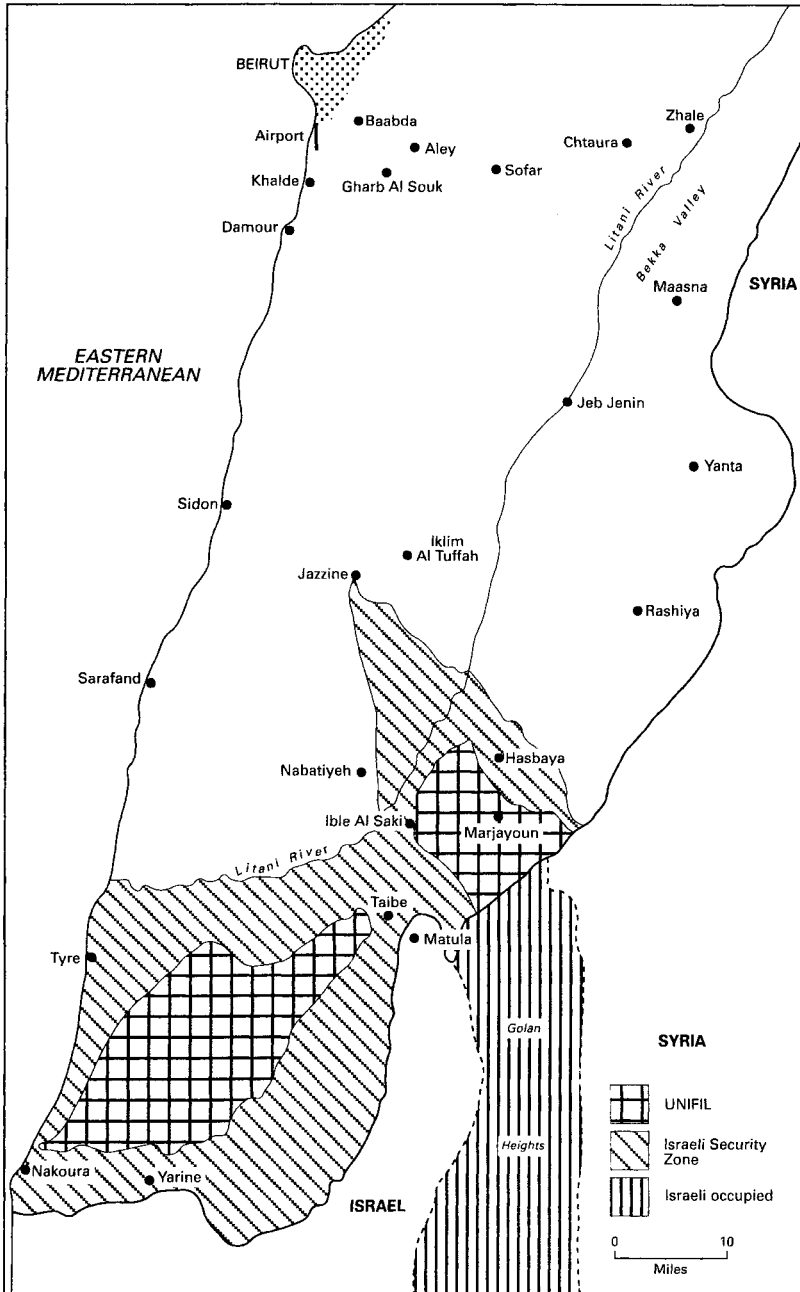 BEIRUT
Baabda
Zhale
Airport
Aley
Chtaura
Khalde
Gharb Al Souk
Sofar
Litani River
Damour
Bekka Valley
SYRIA
Maasna
EASTERN
MEDITERRANEAN
Jeb Jenin
Yanta
Sidon
Iklim
Al Tuffah
Jazzine
Rashiya
Sarafand
Hasbaya
Nabatiyeh
Ible Al Saki
Marjayoun
Litani River
Taibe
Matula
Tyre
Golan
SYRIA
UNIFIL
Heights
Israeli Security
Zone
Nakoura
Yarine
ISRAEL
Israeli occupied
0 10
Miles